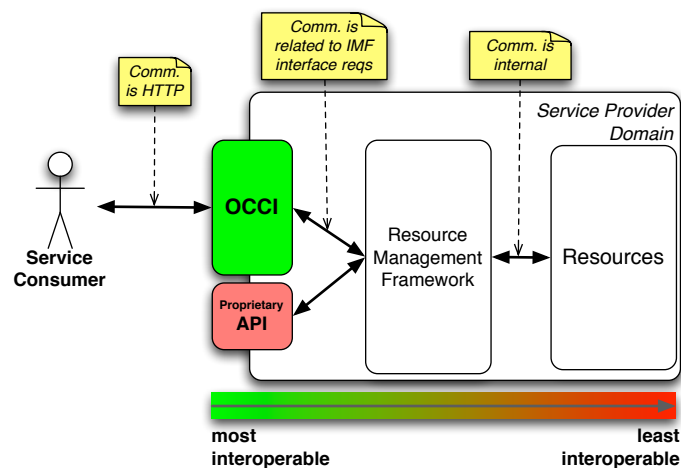 Comm. is
related to IMF
interface reqs
Comm.
is HTTP
Comm. is
internal
Service Provider
Domain
OCCI
Resource
Management
Framework
Resources
Service
Consumer
Proprietary
API
most
interoperable
least
interoperable